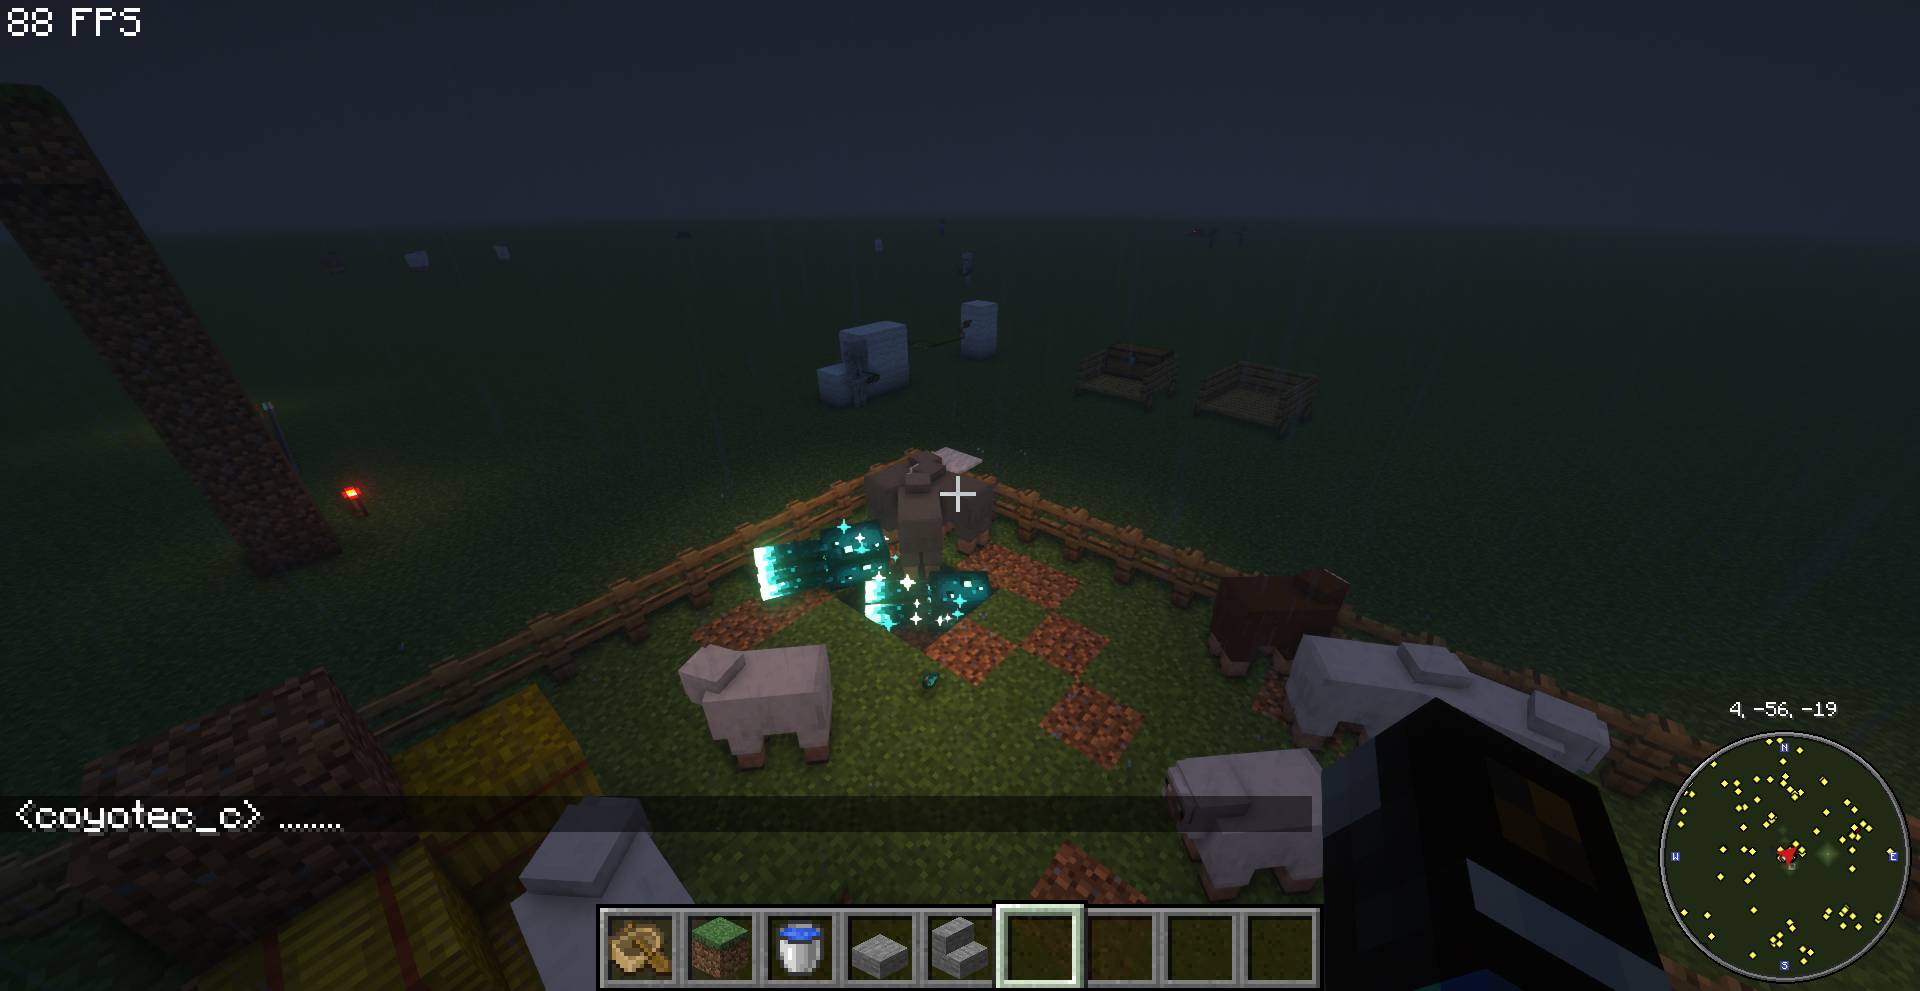 88 FPS
4, -56, -19
N
W
E
<coyotec_c> ........
S